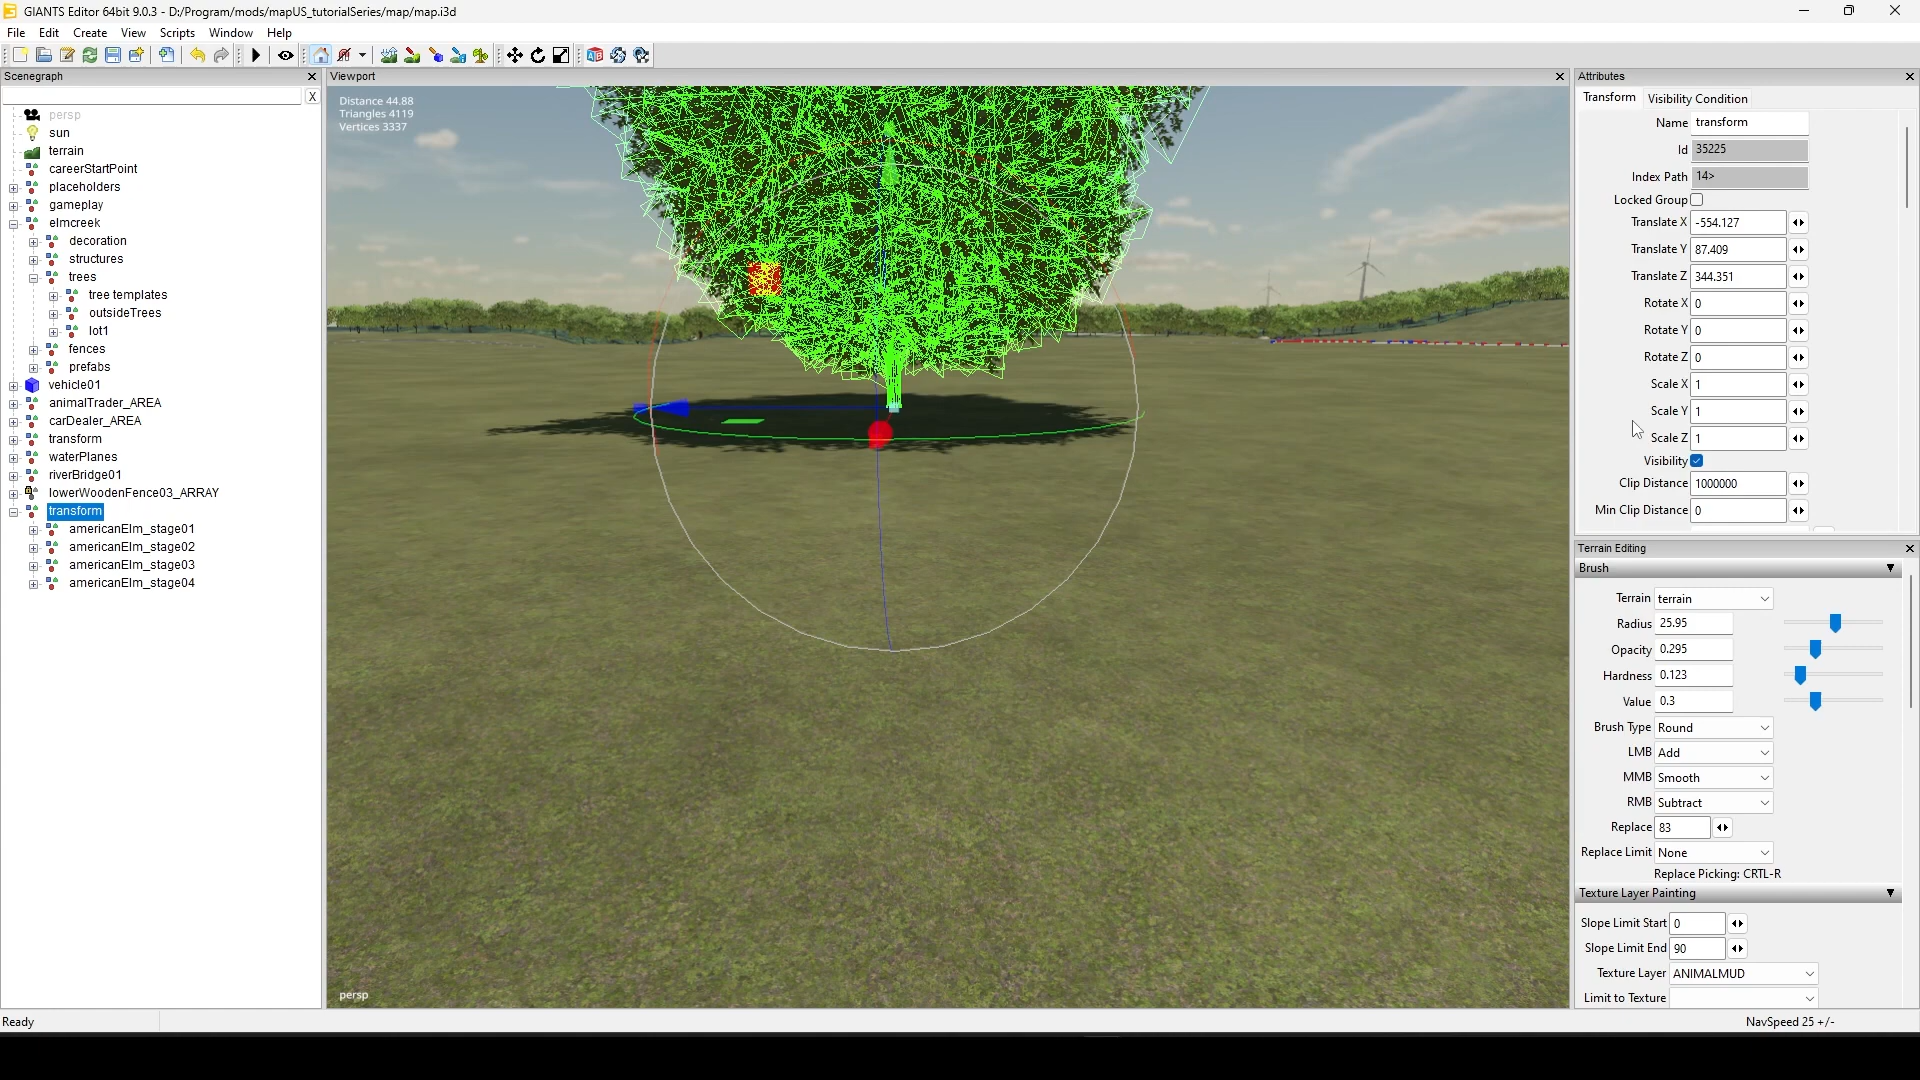 GIANTS Editor 64bit 9.0.3 - D:/Program/mods/mapUS_tutorialSeries/map/map.i3d
File Edit Create View Scripts Window Help
Scenegraph
X
persp
sun
terrain
careerStartPoint
placeholders
gameplay
elmcreek
decoration
structures
trees
tree templates
outsideTrees
lot1
fences
prefabs
vehicle01
animalTrader_AREA
carDealer_AREA
transform
waterPlanes
riverBridge01
lowerWoodenFence03_ARRAY
transform
americanElm_stage01
americanElm_stage02
americanElm_stage03
americanElm_stage04
Viewport
Distance 44.88
Triangles 4119
Vertices 3337
persp
Attributes
Transform Visibility Condition
Name transform
Id 35225
Index Path 14>
Locked Group
Translate X -554.127
Translate Y 87.409
Translate Z 344.351
Rotate X 0
Rotate Y 0
Rotate Z 0
Scale X 1
Scale Y 1
Scale Z 1
Visibility
Clip Distance 1000000
Min Clip Distance 0
Terrain Editing
Brush
Terrain terrain
Radius 25.95
Opacity 0.295
Hardness 0.123
Value 0.3
Brush Type Round
LMB Add
MMB Smooth
RMB Subtract
Replace 83
Replace Limit None
Replace Picking: CRTL-R
Texture Layer Painting
Slope Limit Start 0
Slope Limit End 90
Texture Layer ANIMALMUD
Limit to Texture
Ready
NavSpeed 25 +/-